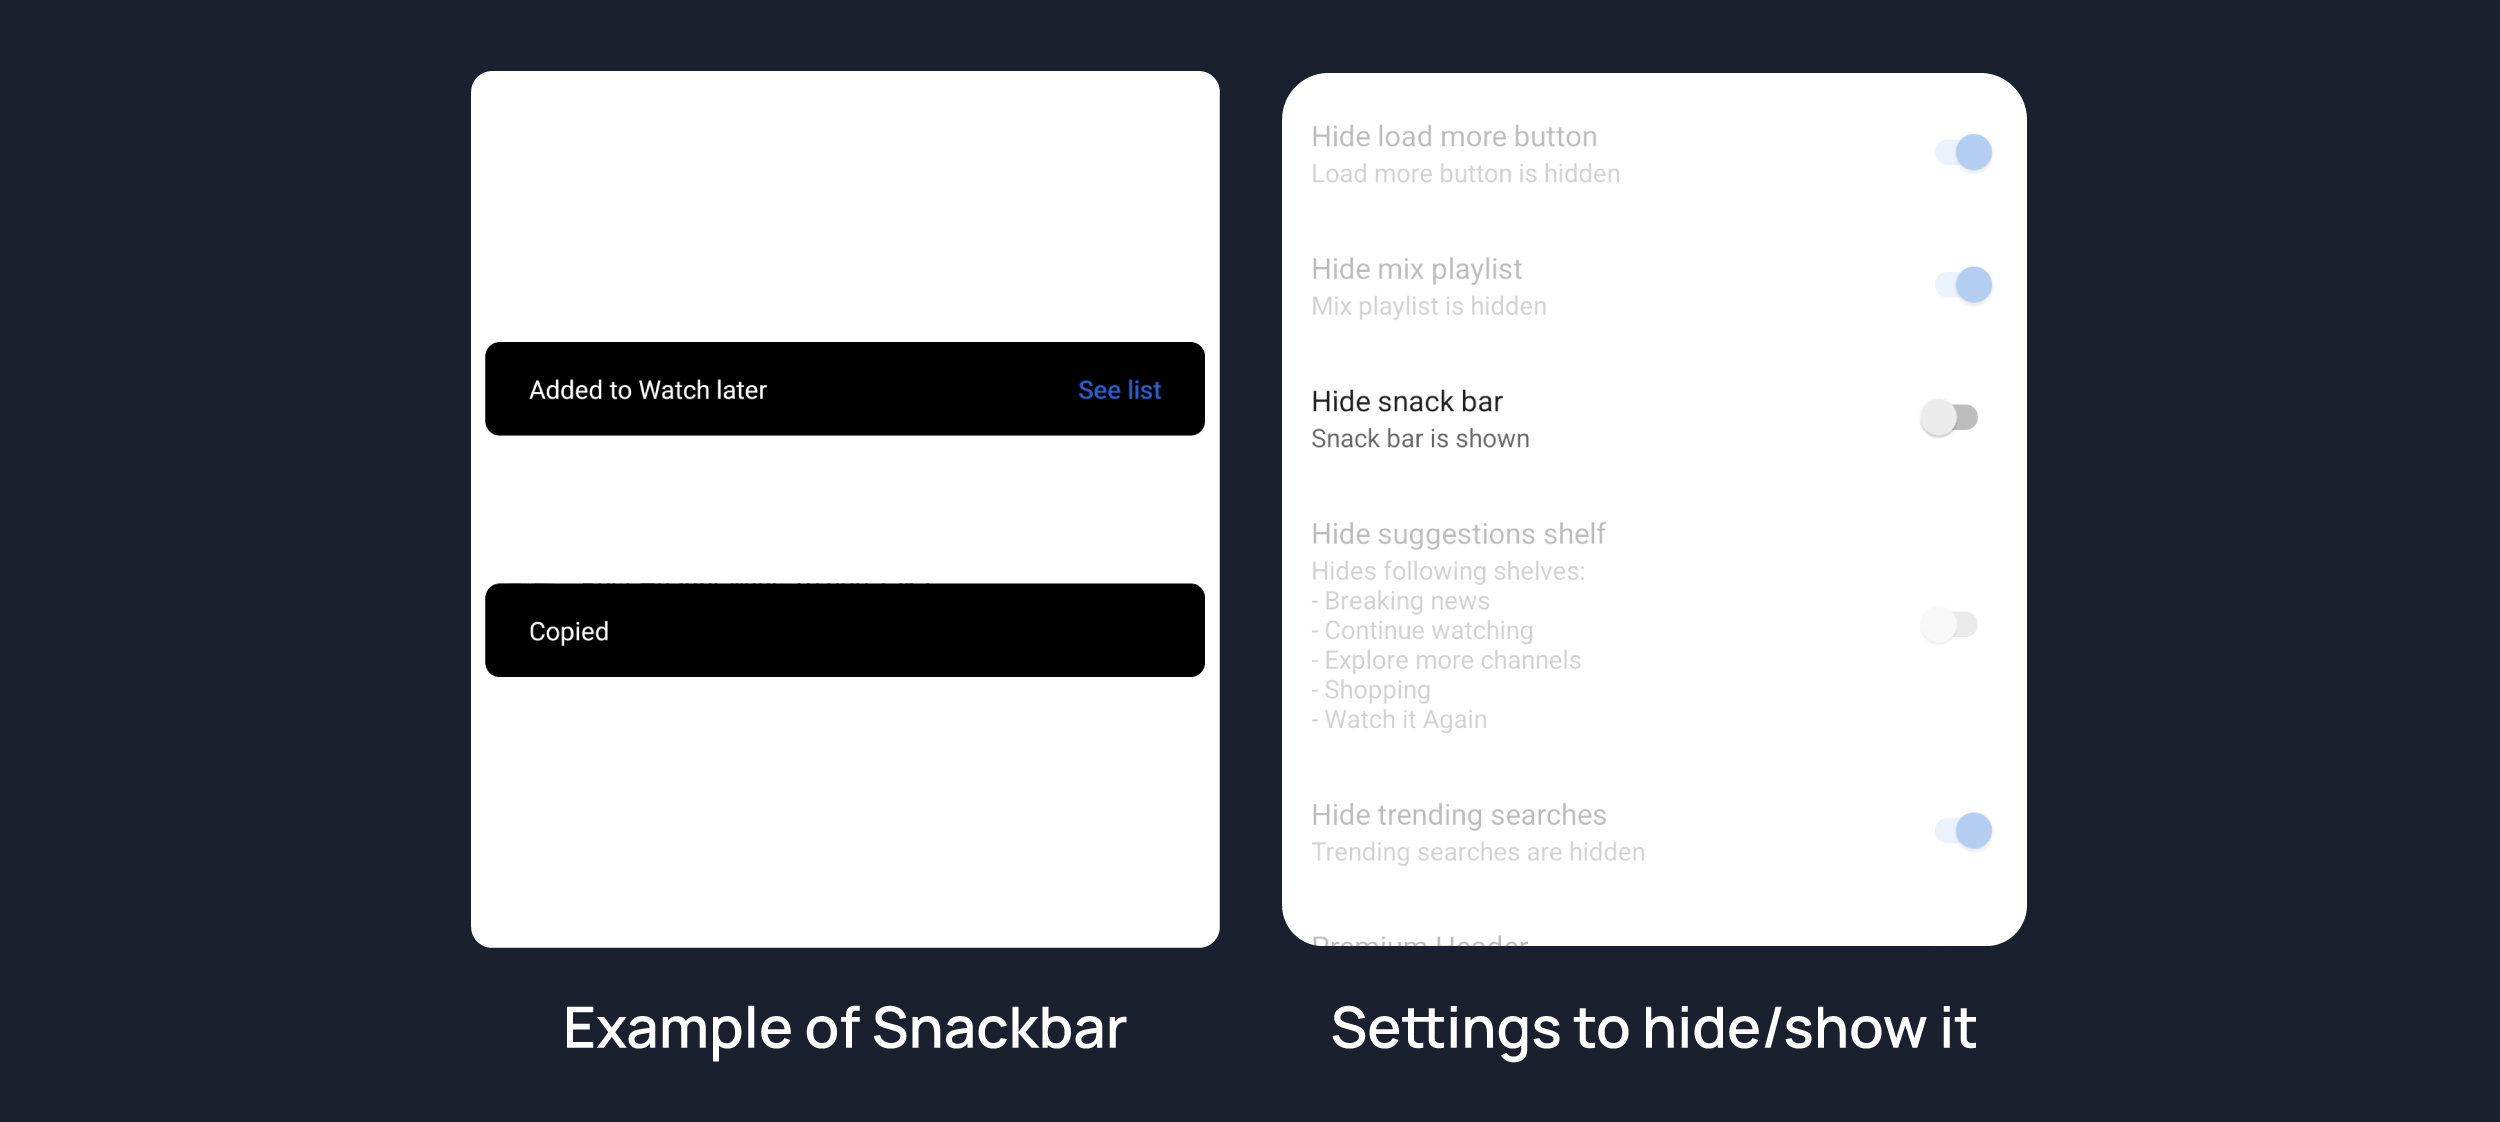 Added to Watch later
See list
Copied
Example of Snackbar
Hide load more button
Load more button is hidden
Hide mix playlist
Mix playlist is hidden
Hide snack bar
Snack bar is shown
Hide suggestions shelf
Hides following shelves:
- Breaking news
- Continue watching
- Explore more channels
- Shopping
- Watch it Again
Hide trending searches
Trending searches are hidden
Premium Header
Settings to hide/show it